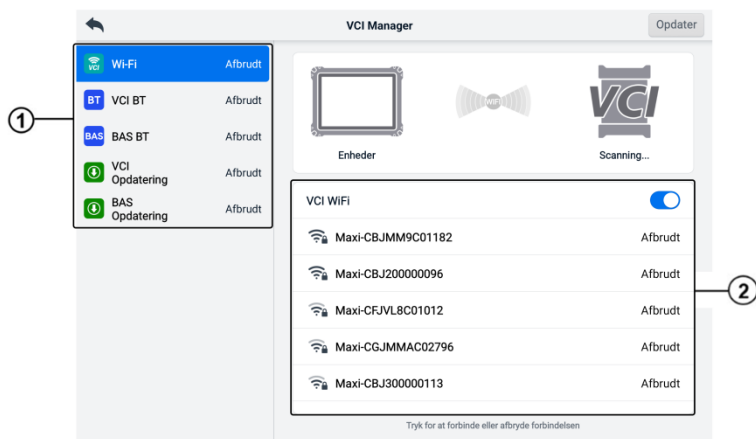 VCI Manager
Opdater
VCI
Wi-Fi
Afbrudt
BT
VCI BT
Afbrudt
BAS
BAS BT
Afbrudt
VCI
Opdatering
Afbrudt
BAS
Opdatering
Afbrudt
1
WiFi
VCI
Enheder
Scanning...
VCI WiFi
Maxi-CBJMM9C01182
Afbrudt
Maxi-CBJ200000096
Afbrudt
Maxi-CFJVL8C01012
Afbrudt
Maxi-CGJMMAC02796
Afbrudt
Maxi-CBJ300000113
Afbrudt
2
Tryk for at forbinde eller afbryde forbindelsen